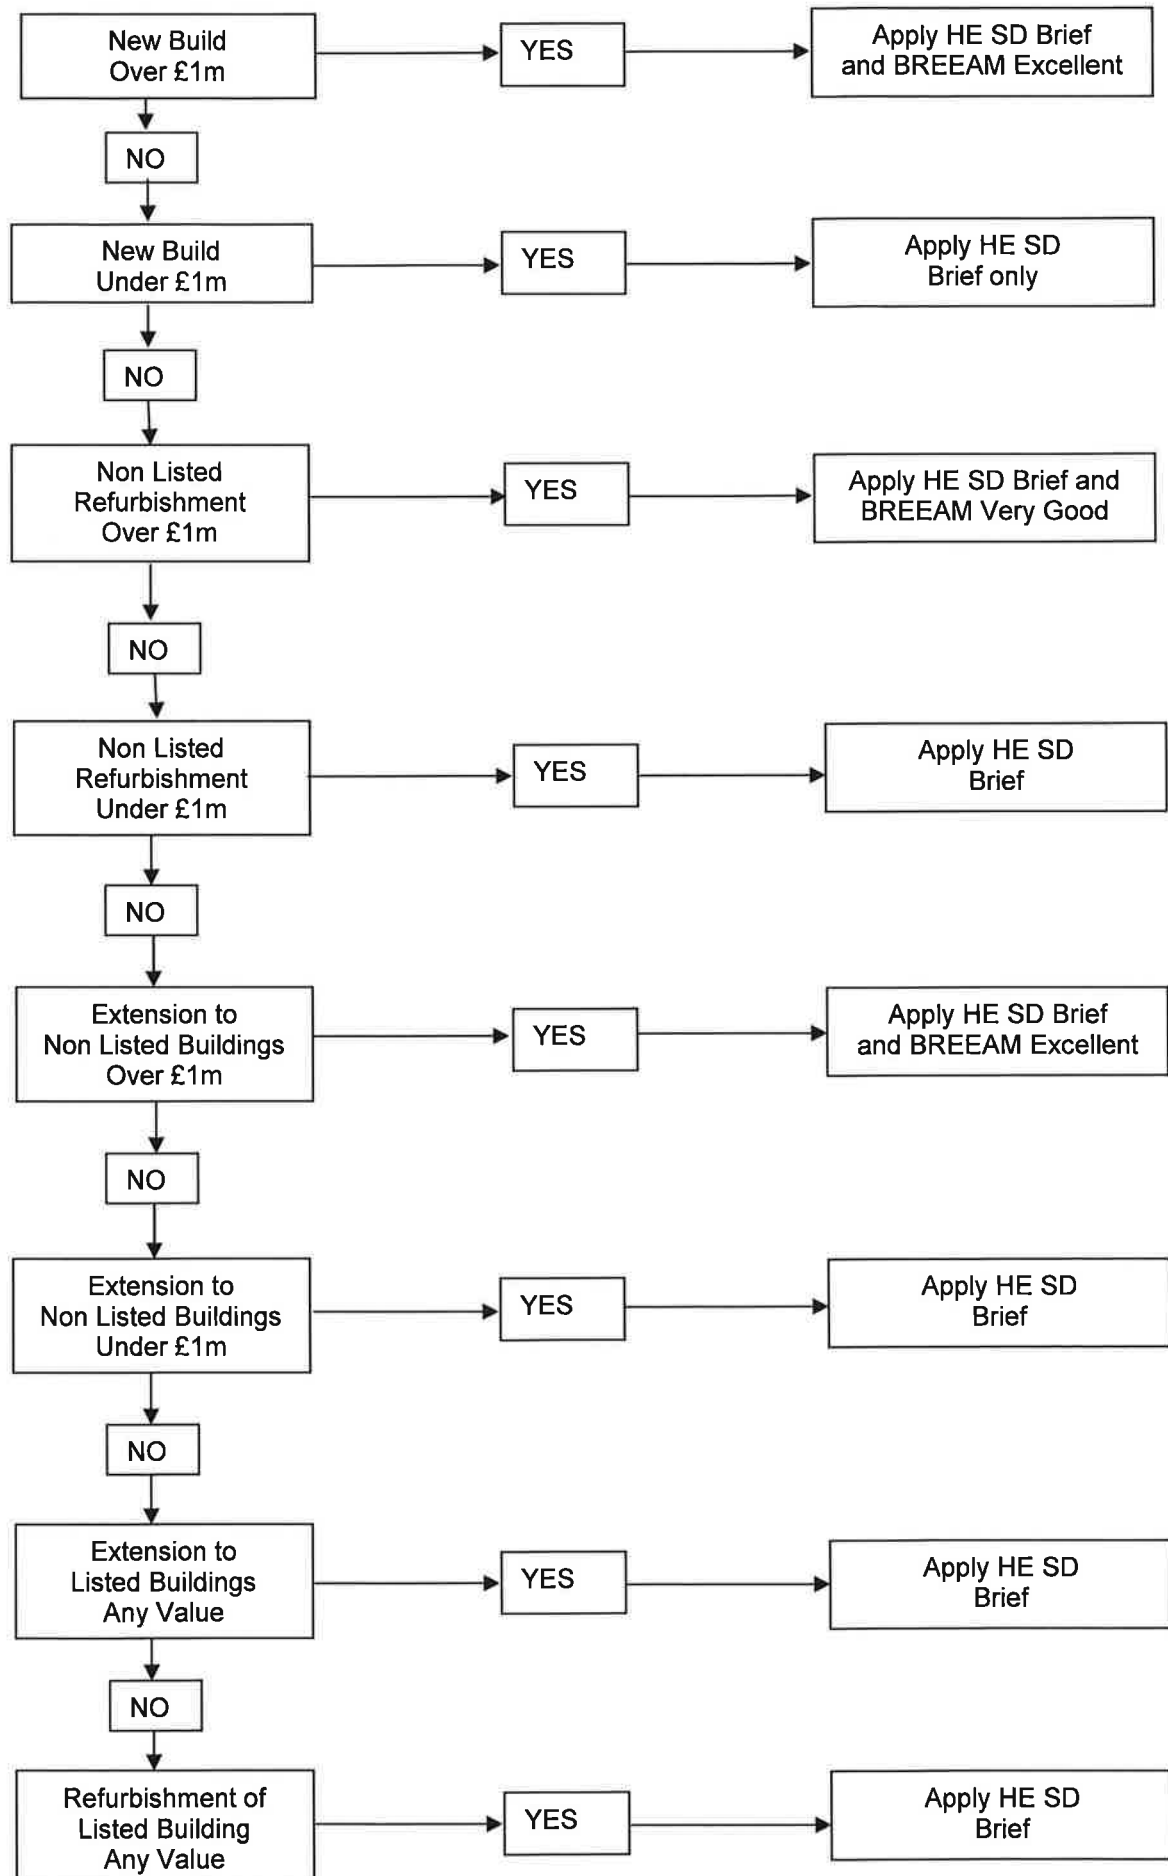 New Build
Over £1m
YES
Apply HE SD Brief
and BREEAM Excellent
NO
New Build
Under £1m
YES
Apply HE SD
Brief only
NO
Non Listed
Refurbishment
Over £1m
YES
Apply HE SD Brief and
BREEAM Very Good
NO
Non Listed
Refurbishment
Under £1m
YES
Apply HE SD
Brief
NO
Extension to
Non Listed Buildings
Over £1m
YES
Apply HE SD Brief
and BREEAM Excellent
NO
Extension to
Non Listed Buildings
Under £1m
YES
Apply HE SD
Brief
NO
Extension to
Listed Buildings
Any Value
YES
Apply HE SD
Brief
NO
Refurbishment of
Listed Building
Any Value
YES
Apply HE SD
Brief